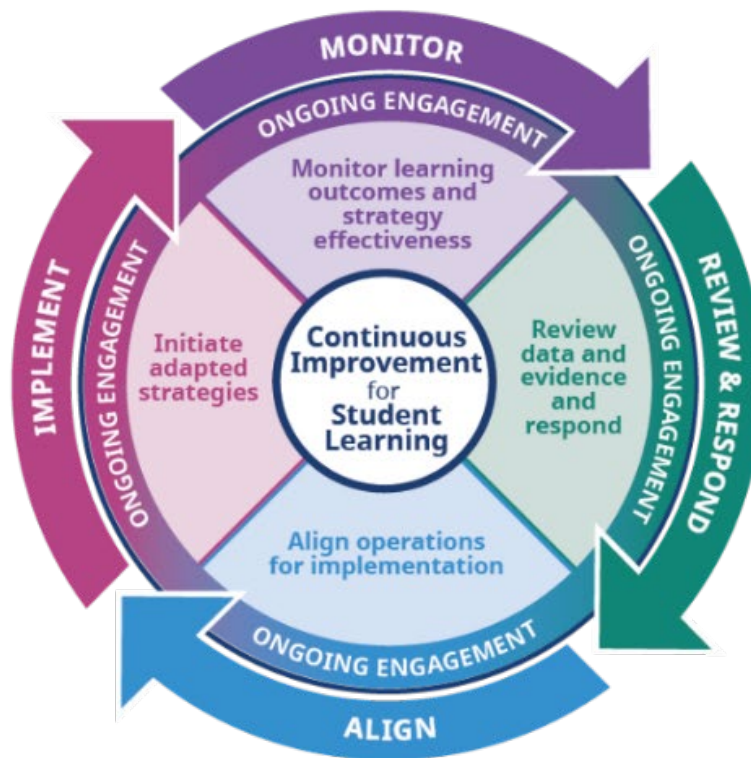 MONITOR
ONGOING ENGAGEMENT
Monitor learning
outcomes and
strategy
effectiveness
REVIEW & RESPOND
ONGOING ENGAGEMENT
Review
data and
evidence
and
respond
ALIGN
ONGOING ENGAGEMENT
Align operations
for implementation
IMPLEMENT
ONGOING ENGAGEMENT
Initiate
adapted
strategies
Continuous
Improvement
for
Student
Learning